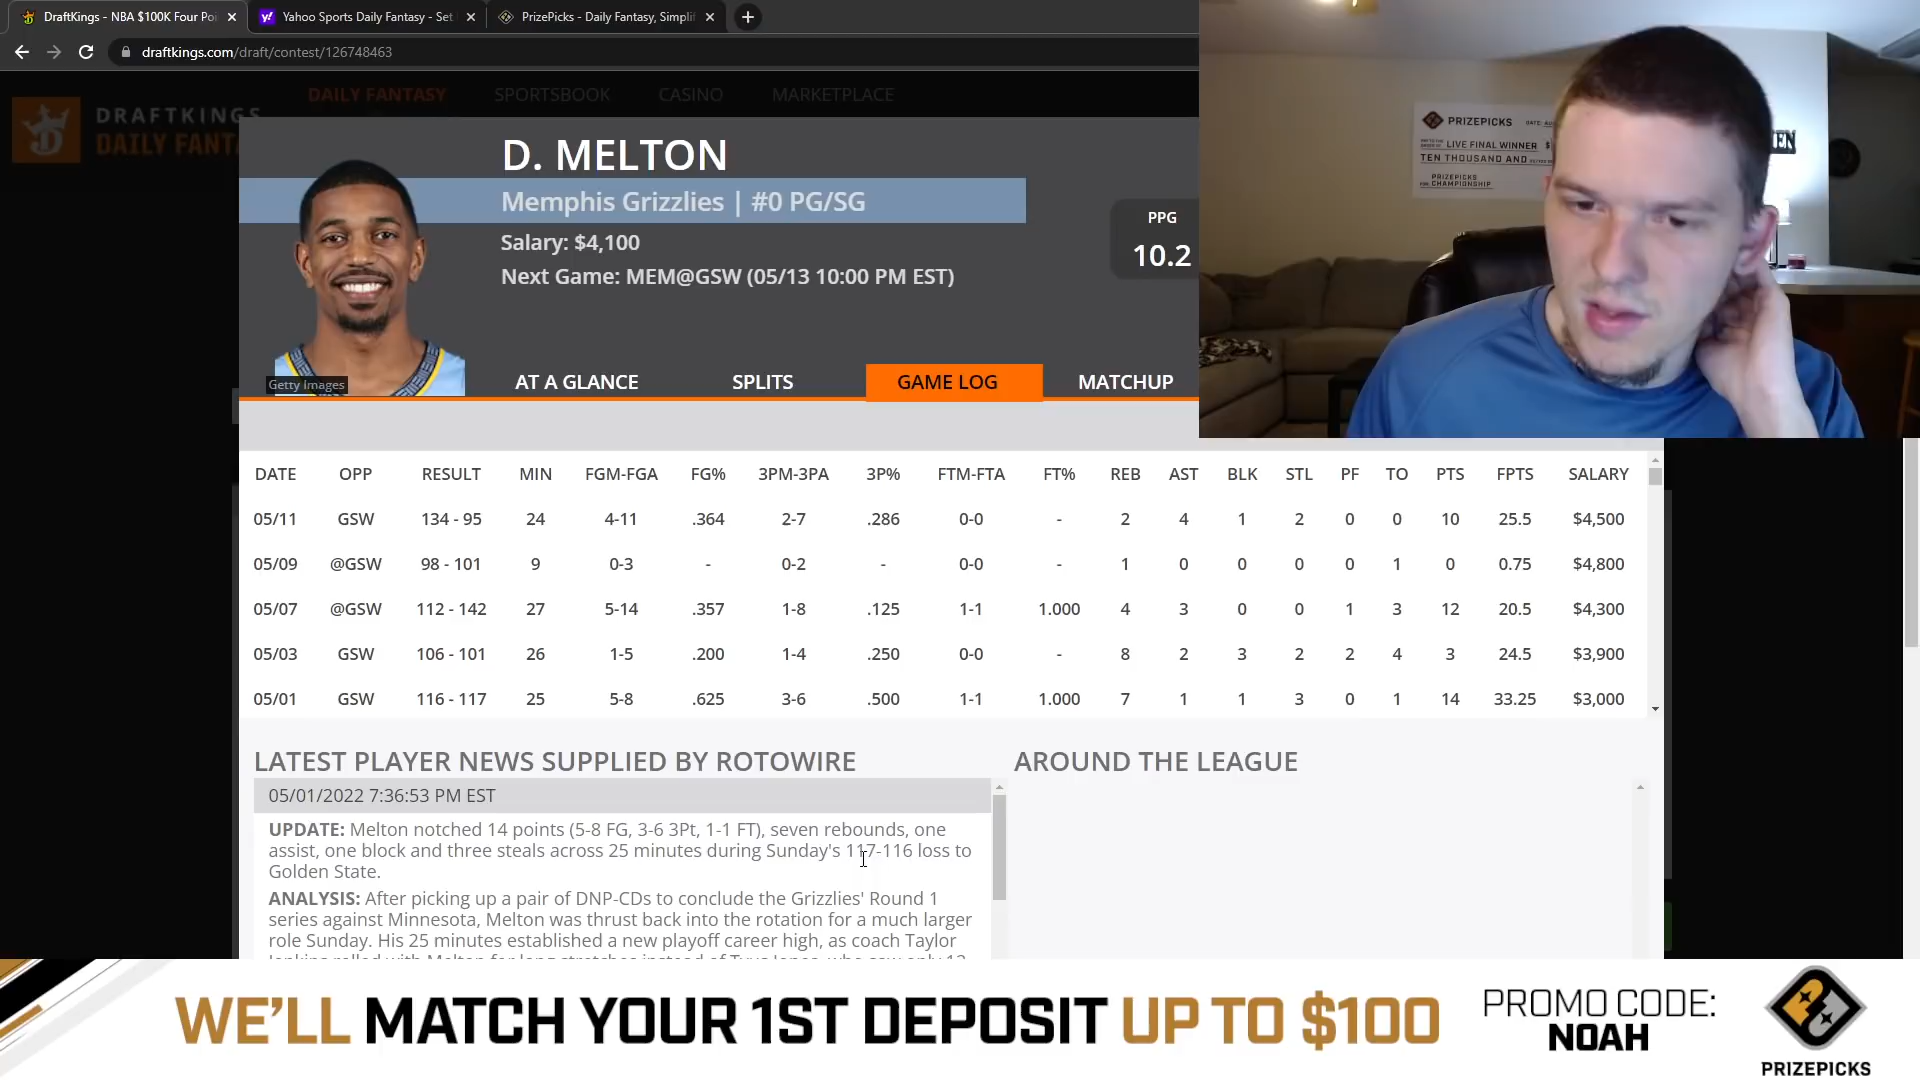 DraftKings - NBA $100K Four Poi
Yahoo Sports Daily Fantasy - Set
PrizePicks - Daily Fantasy, Simplif
draftkings.com/draft/contest/126748463
DAILY FANTASY SPORTSBOOK CASINO MARKETPLACE
DRAFTKINGS
DAILY FANTA
D. MELTON
Memphis Grizzlies | #0 PG/SG
Salary: $4,100
Next Game: MEM@GSW (05/13 10:00 PM EST)
PPG
10.2
PRIZEPICKS
LIVE FINAL WINNER
TEN THOUSAND AND
PRIZEPICKS
CHAMPIONSHIP
Getty Images
AT A GLANCE SPLITS GAME LOG MATCHUP
DATE OPP RESULT MIN FGM-FGA FG% 3PM-3PA 3P% FTM-FTA FT% REB AST BLK STL PF TO PTS FPTS SALARY
05/11 GSW 134 - 95 24 4-11 .364 2-7 .286 0-0 - 2 4 1 2 0 0 10 25.5 $4,500
05/09 @GSW 98 - 101 9 0-3 - 0-2 - 0-0 - 1 0 0 0 0 1 0 0.75 $4,800
05/07 @GSW 112 - 142 27 5-14 .357 1-8 .125 1-1 1.000 4 3 0 0 1 3 12 20.5 $4,300
05/03 GSW 106 - 101 26 1-5 .200 1-4 .250 0-0 - 8 2 3 2 2 4 3 24.5 $3,900
05/01 GSW 116 - 117 25 5-8 .625 3-6 .500 1-1 1.000 7 1 1 3 0 1 14 33.25 $3,000
LATEST PLAYER NEWS SUPPLIED BY ROTOWIRE
AROUND THE LEAGUE
05/01/2022 7:36:53 PM EST
UPDATE: Melton notched 14 points (5-8 FG, 3-6 3Pt, 1-1 FT), seven rebounds, one
assist, one block and three steals across 25 minutes during Sunday's 117-116 loss to
Golden State.
ANALYSIS: After picking up a pair of DNP-CDs to conclude the Grizzlies' Round 1
series against Minnesota, Melton was thrust back into the rotation for a much larger
role Sunday. His 25 minutes established a new playoff career high, as coach Taylor
WE'LL MATCH YOUR 1ST DEPOSIT UP TO $100
PROMO CODE:
NOAH
PRIZEPICKS